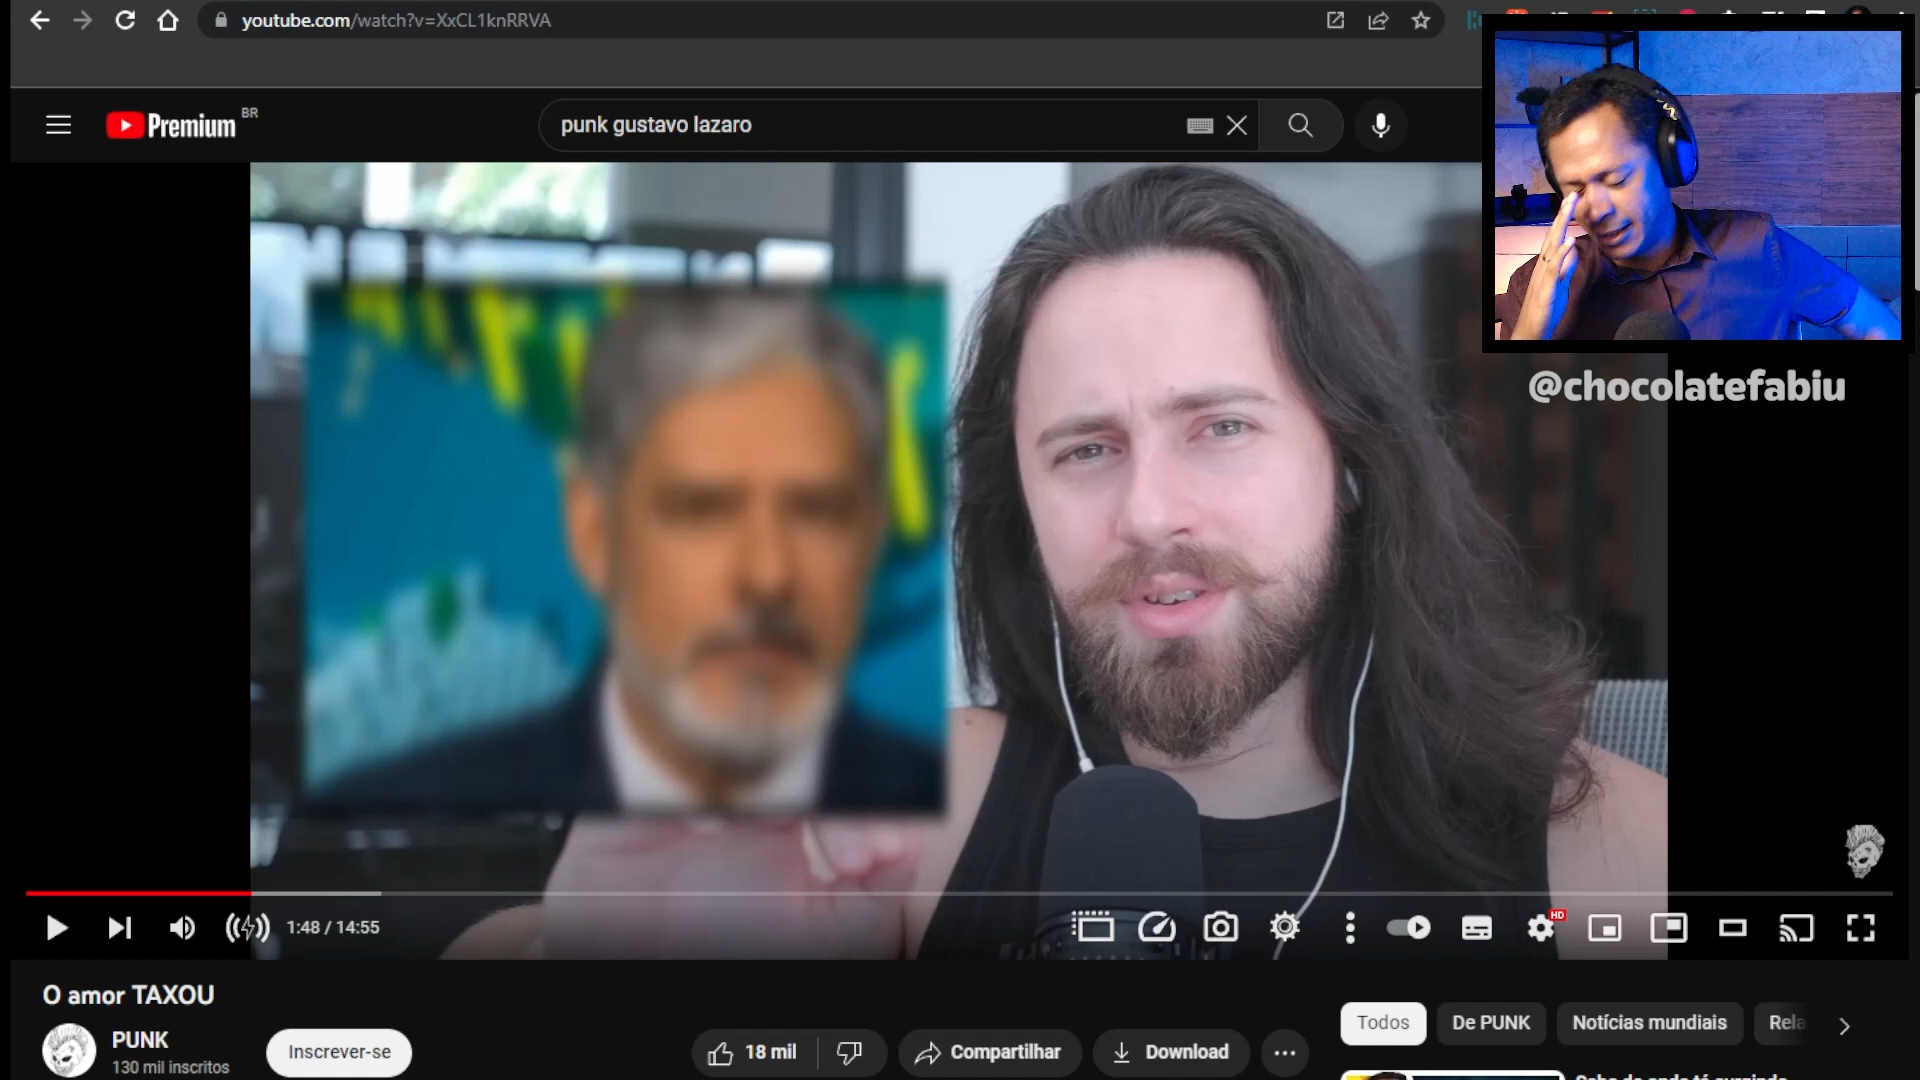 youtube.com/watch?v=XxCL1knRRVA
Premium BR
punk gustavo lazaro
@chocolatefabiu
1:48 / 14:55
HD
O amor TAXOU
PUNK
130 mil inscritos
Inscrever-se
18 mil
Compartilhar
Download
Todos
De PUNK
Notícias mundiais
Rela